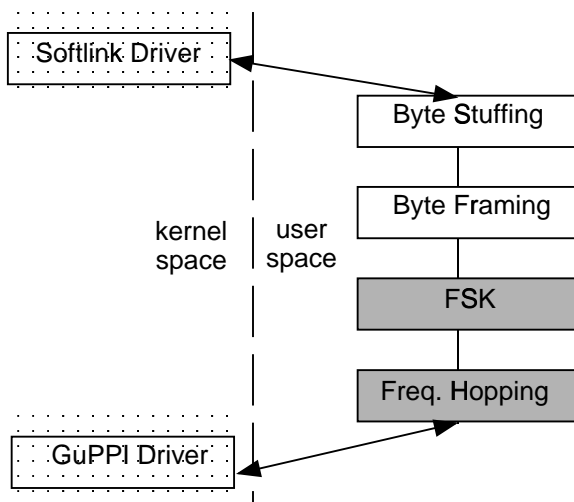 Softlink Driver
Byte Stuffing
Byte Framing
kernel
space
user
space
FSK
Freq. Hopping
GuPPI Driver